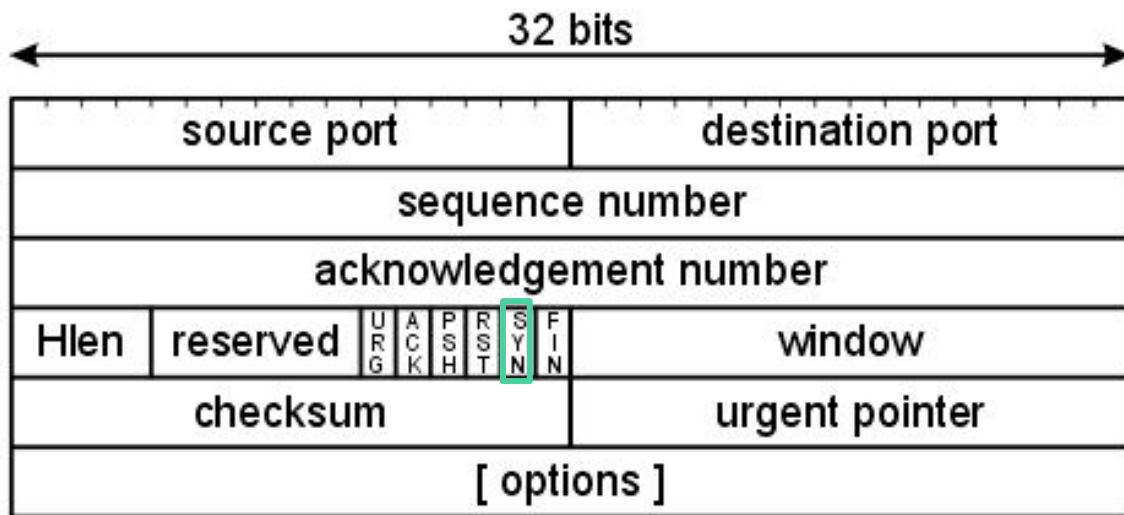 32 bits
source port destination port
sequence number
acknowledgement number
Hlen reserved URG ACK PSH RST SYN FIN window
checksum urgent pointer
[ options ]